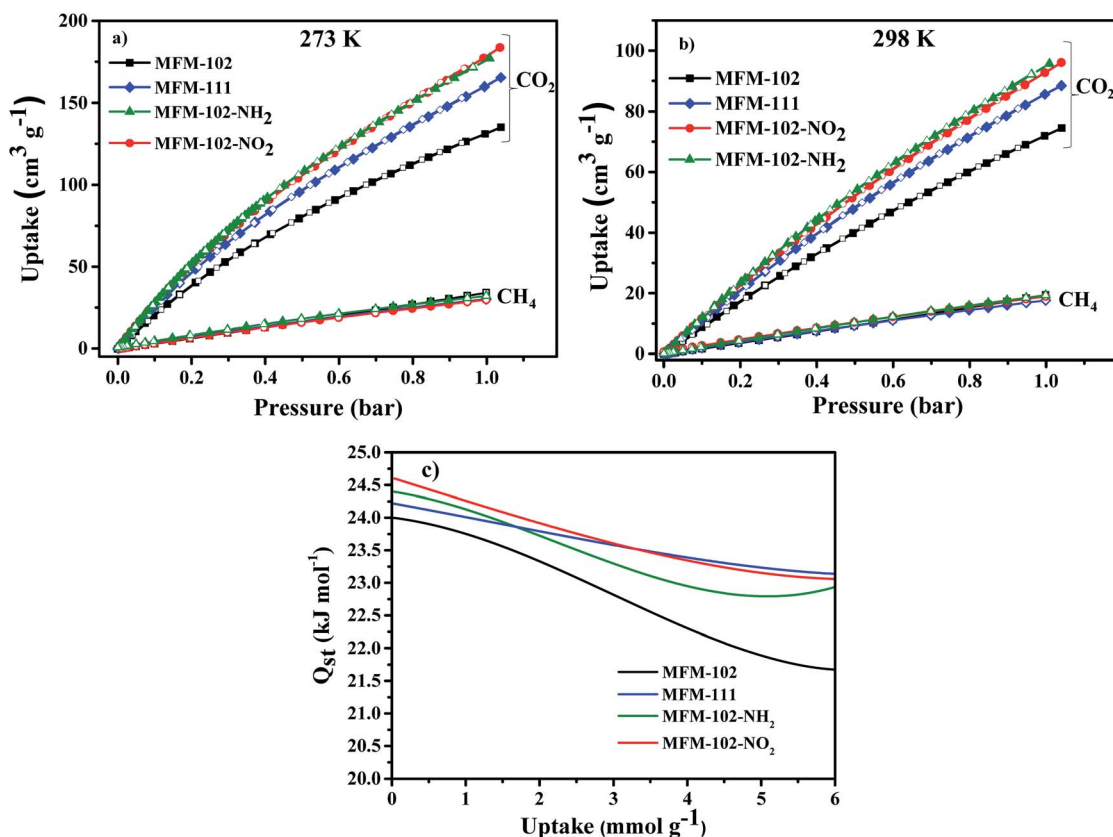 a)
273 K
MFM-102
MFM-111
MFM-102-NH₂
MFM-102-NO₂
CO₂
CH₄
200
150
100
50
0
Uptake (cm³ g⁻¹)
0.0 0.2 0.4 0.6 0.8 1.0
Pressure (bar)
b)
298 K
MFM-102
MFM-111
MFM-102-NO₂
MFM-102-NH₂
CO₂
CH₄
100
80
60
40
20
0
Uptake (cm³ g⁻¹)
0.0 0.2 0.4 0.6 0.8 1.0
Pressure (bar)
c)
25.0
24.5
24.0
23.5
23.0
22.5
22.0
21.5
21.0
20.5
20.0
Qst (kJ mol⁻¹)
MFM-102
MFM-111
MFM-102-NH₂
MFM-102-NO₂
0 1 2 3 4 5 6
Uptake (mmol g⁻¹)